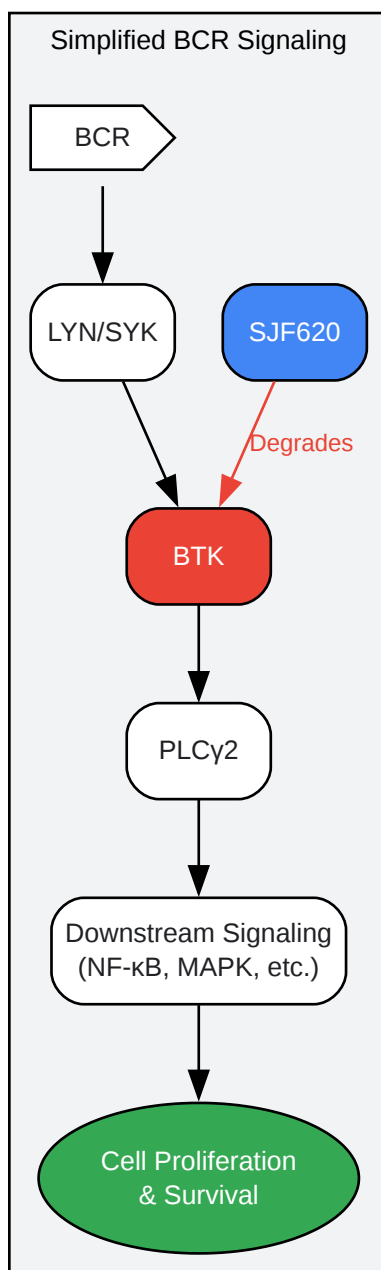 Simplified BCR Signaling
BCR
LYN/SYK
SJF620
Degrades
BTK
PLCγ2
Downstream Signaling
(NF-κB, MAPK, etc.)
Cell Proliferation
& Survival